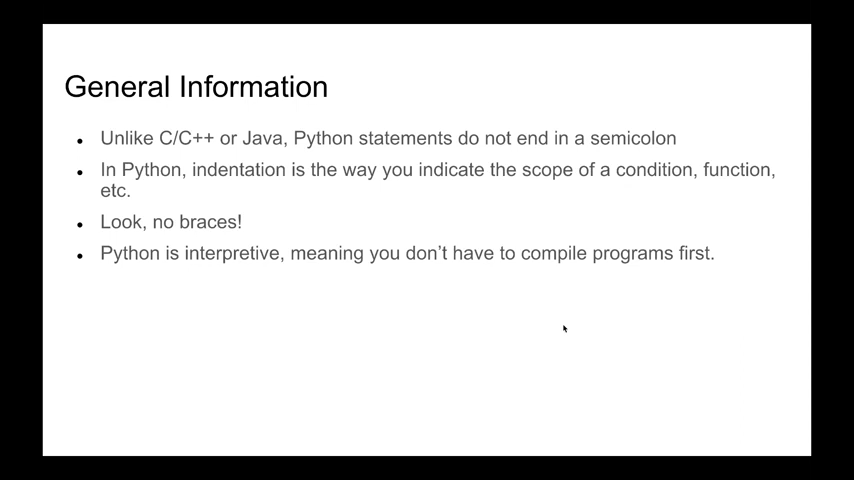 General Information
● Unlike C/C++ or Java, Python statements do not end in a semicolon
● In Python, indentation is the way you indicate the scope of a condition, function,
etc.
● Look, no braces!
● Python is interpretive, meaning you don’t have to compile programs first.